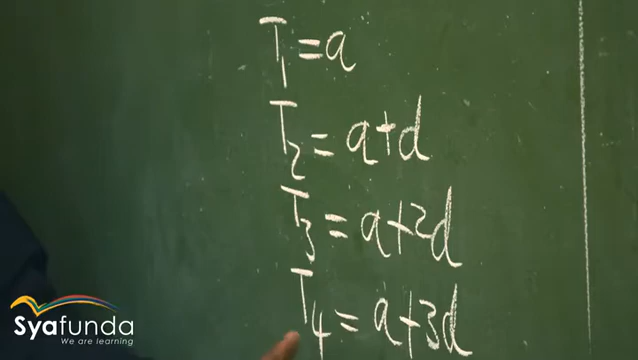 T₁ = a
T₂ = a+d
T₃ = a+2d
T₄ = a+3d
Syafunda
We are learning